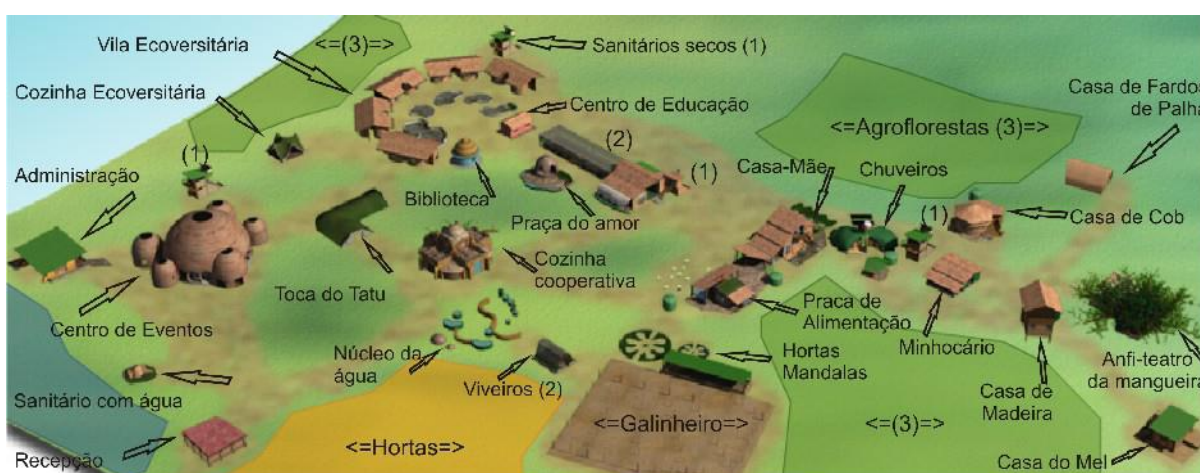 Vila Ecoversitária
<=(3)=>
Sanitários secos (1)
Cozinha Ecoversitária
Centro de Educação
Casa de Fardos
de Palha
(1)
(2)
<=Agroflorestas (3)=>
Administração
(1)
Casa-Mãe
Chuveiros
Biblioteca
Praça do amor
(1)
Casa de Cob
Cozinha
cooperativa
Toca do Tatu
Centro de Eventos
Praca de
Alimentação
Minhocário
Núcleo da
água
Viveiros (2)
Hortas
Mandalas
Anfi-teatro
da mangueira
Casa de
Madeira
Sanitário com água
<=Hortas=>
<=Galinheiro=>
<=(3)=>
Recepção
Casa do Mel